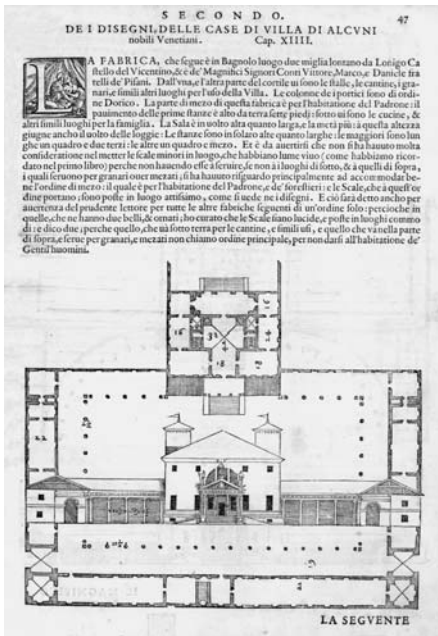 SECONDO. 47
DE I DISEGNI, DELLE CASE DI VILLA DI ALCVNI
nobili Venetiani. Cap. XIIII.
LA FABRICA, che segue è in Bagnolo luogo due miglia lontano da Lonigo Ca
stello del Vicentino, & è de' Magnifici Signori Conti Vittore, Marco, e Daniele fra
telli de' Pisani. Dall'vna, e l'altra parte del cortile ui sono le stalle, le cantine, i gra-
nari, e simili altri luoghi per l'uso della Villa. Le colonne de i portici sono di ordi-
ne Dorico. La parte di mezo di questa fabrica è per l'habitatione del Padrone: il
pauimento delle prime stantie è alto da terra sette piedi: sotto ui sono le cucine, &
altri simili luoghi per la famiglia. La Sala è in uolto alta quanto larga, e la metà più: à questa altezza
giugne ancho il uolto delle loggie: Le stanze sono in solaro alte quanto larghe: le maggiori sono lun
ghe un quadro e due terzi: le altre un quadro e mezo. Et è da auertirsi che non si ha hauuto molta
consideratione nel metter le scale minori in luogo, che habbiano lume viuo (come habbiamo ricor-
dato nel primo libro) perche non hauendo esse à seruire, se non à i luoghi di sotto, & à quelli di sopra,
i quali seruono per granari ouer mezati; si ha hauuto risguardo principalmente ad accommodar be-
ne l'ordine di mezo: il quale è per l'habitatione del Padrone, e de' forestieri: e le Scale, che à quest'or
dine portano; sono poste in luogo attissimo, come si uede ne i disegni. E ciò sarà detto ancho per
auertenza del prudente lettore per tutte le altre fabriche seguenti di un'ordine solo: percioche in
quelle, che ne hanno due belli, & ornati; ho curato che le Scale siano lucide, e poste in luoghi commo
di: e dico due; perche quello, che uà sotto terra per le cantine, e simili usi, e quello che va nella parte
di sopra, e serue per granari, e mezati non chiamo ordine principale, per non darsi all'habitatione de'
Gentil'huomini.
16
16
32
18
LA SEGVENTE